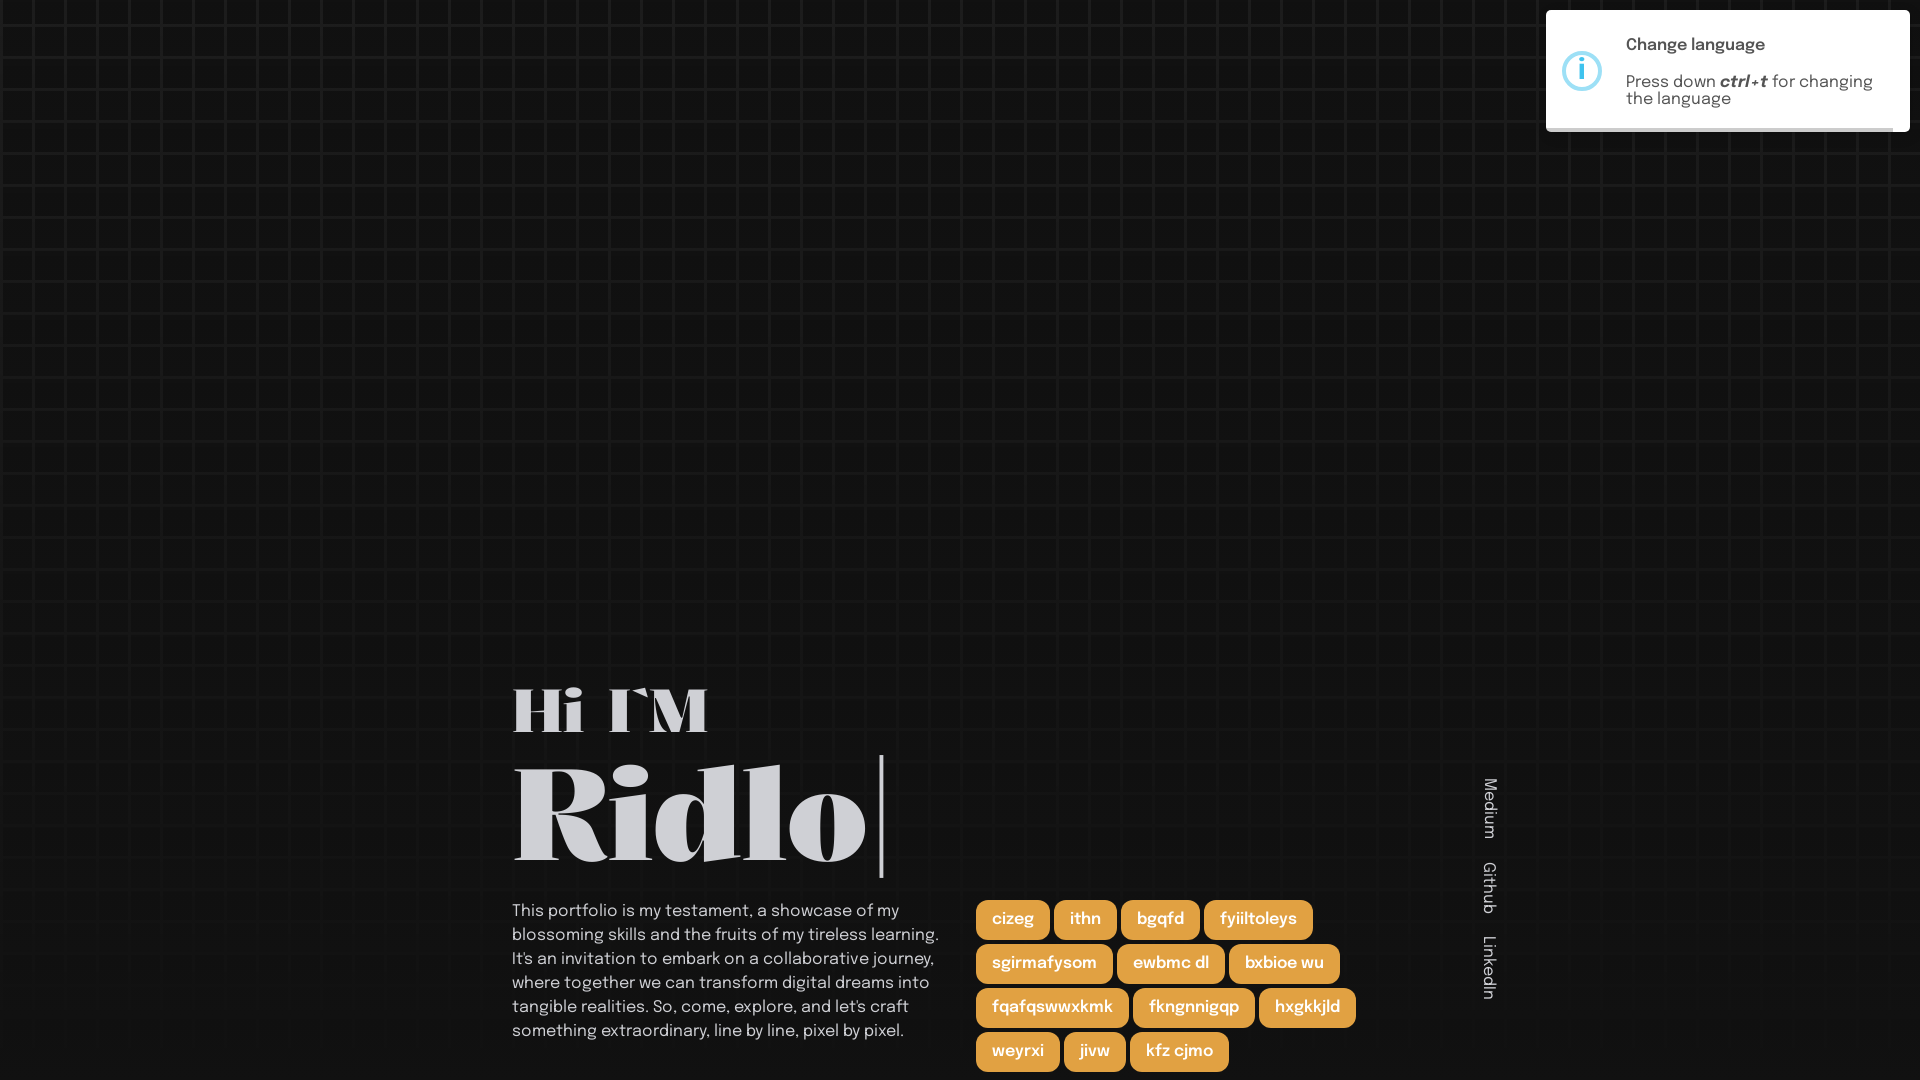 Change language
Press down ctrl+t for changing
the language
Hi I`M
Ridlo
This portfolio is my testament, a showcase of my
blossoming skills and the fruits of my tireless learning.
It's an invitation to embark on a collaborative journey,
where together we can transform digital dreams into
tangible realities. So, come, explore, and let's craft
something extraordinary, line by line, pixel by pixel.
cizeg ithn bgqfd fyiiltoleys
sgirmafysom ewbmc dl bxbioe wu
fqafqswwxkmk fkngnnigqp hxgkkjld
weyrxi jivw kfz cjmo
Medium
Github
LinkedIn